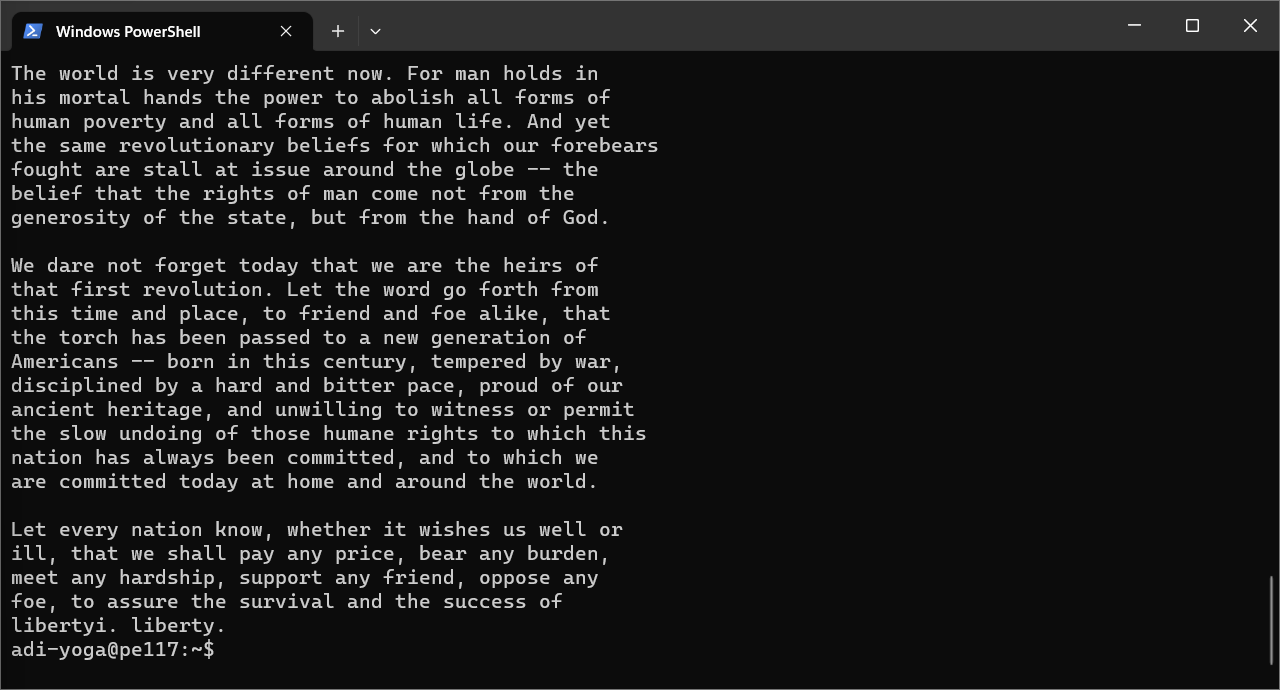 Windows PowerShell
The world is very different now. For man holds in
his mortal hands the power to abolish all forms of
human poverty and all forms of human life. And yet
the same revolutionary beliefs for which our forebears
fought are stall at issue around the globe -- the
belief that the rights of man come not from the
generosity of the state, but from the hand of God.

We dare not forget today that we are the heirs of
that first revolution. Let the word go forth from
this time and place, to friend and foe alike, that
the torch has been passed to a new generation of
Americans -- born in this century, tempered by war,
disciplined by a hard and bitter pace, proud of our
ancient heritage, and unwilling to witness or permit
the slow undoing of those humane rights to which this
nation has always been committed, and to which we
are committed today at home and around the world.

Let every nation know, whether it wishes us well or
ill, that we shall pay any price, bear any burden,
meet any hardship, support any friend, oppose any
foe, to assure the survival and the success of
libertyi. liberty.
adi-yoga@pe117:~$